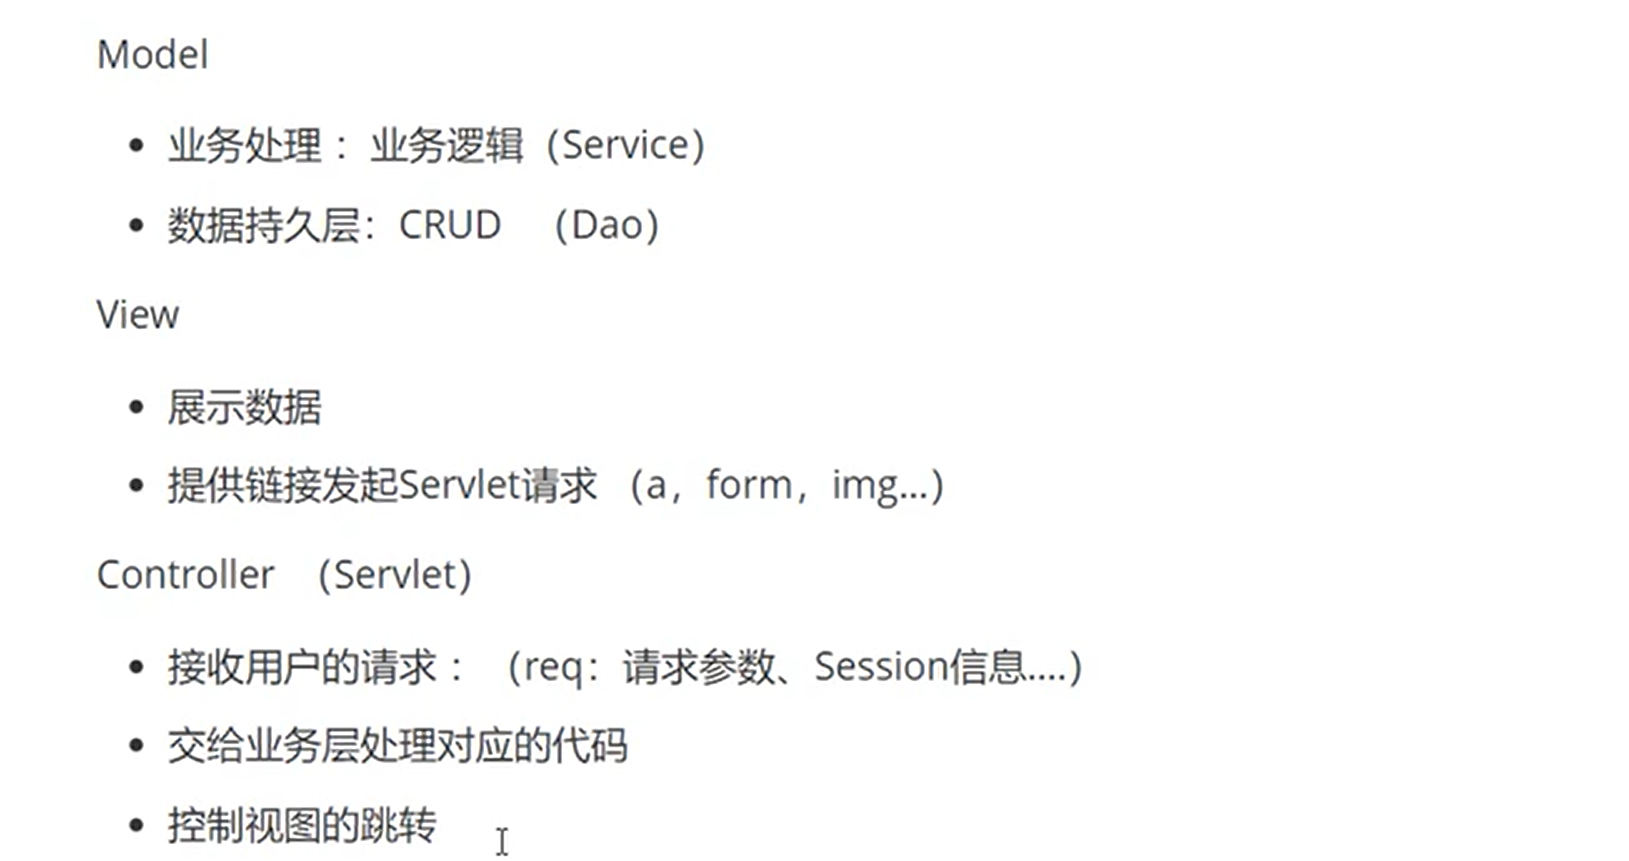 Model
业务处理： 业务逻辑（Service）
数据持久层：CRUD （Dao）
View
展示数据
提供链接发起Servlet请求 （a，form，img...）
Controller （Servlet）
接收用户的请求： （req：请求参数、Session信息....）
交给业务层处理对应的代码
控制视图的跳转